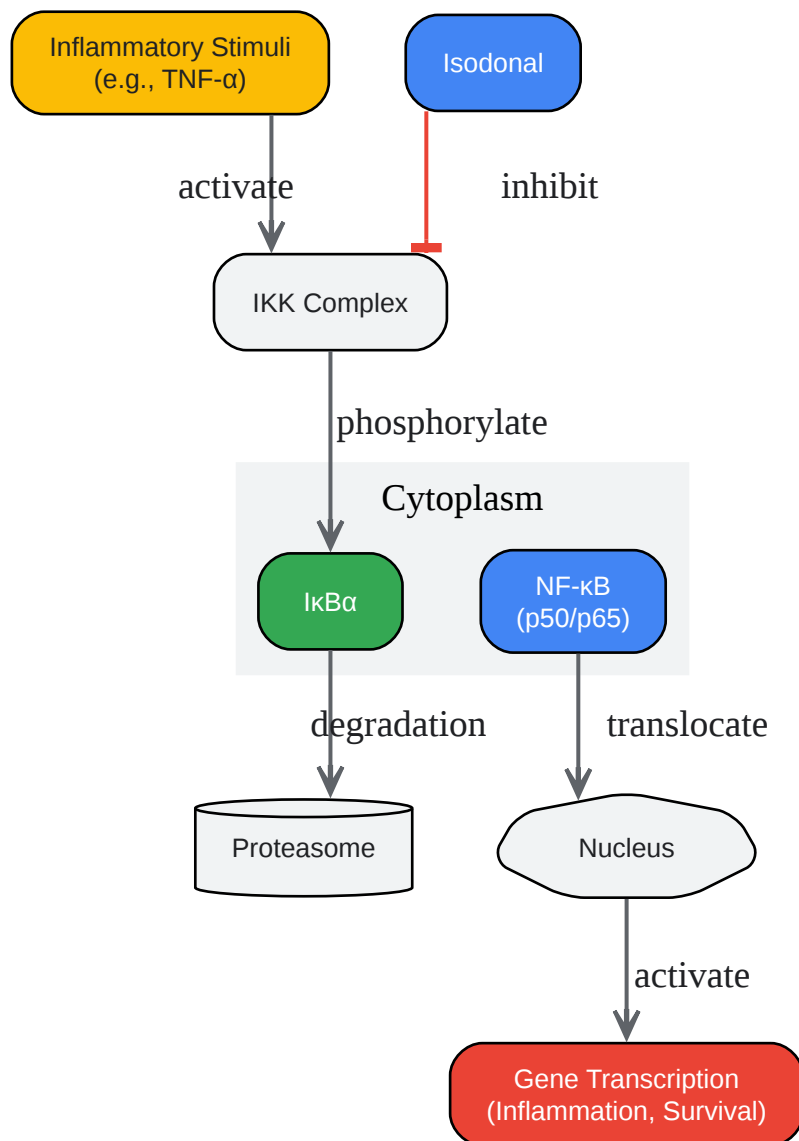 Inflammatory Stimuli
(e.g., TNF-α)
Isodonal
activate
inhibit
IKK Complex
phosphorylate
Cytoplasm
IκBα
NF-κB
(p50/p65)
degradation
translocate
Proteasome
Nucleus
activate
Gene Transcription
(Inflammation, Survival)